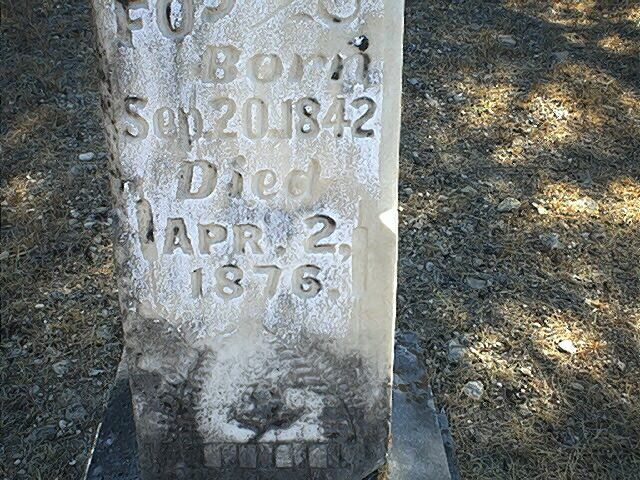 Born
Sep.20.1842
Died
APR. 2,
1876.